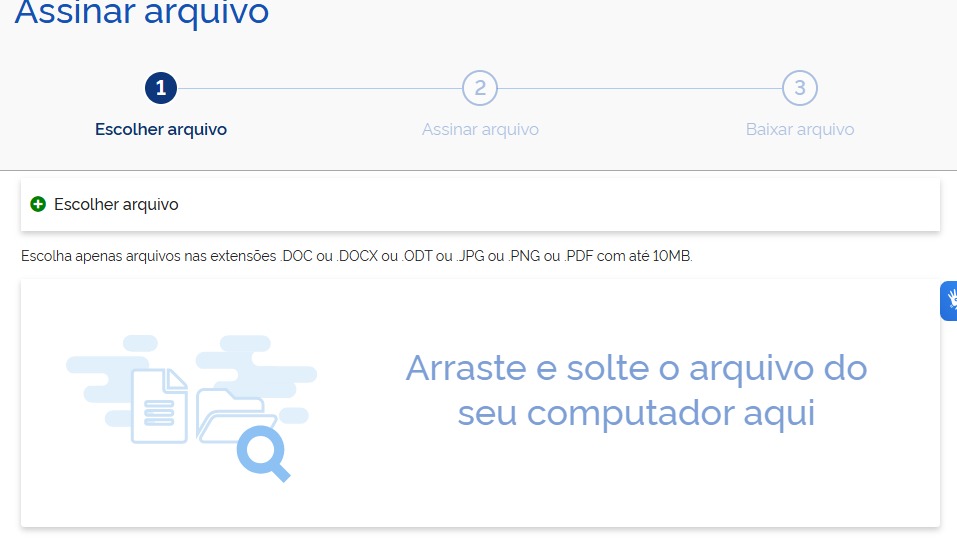 Assinar arquivo
1
2
3
Escolher arquivo
Assinar arquivo
Baixar arquivo
Escolher arquivo
Escolha apenas arquivos nas extensões .DOC ou .DOCX ou .ODT ou .JPG ou .PNG ou .PDF com até 10MB.
Arraste e solte o arquivo do
seu computador aqui